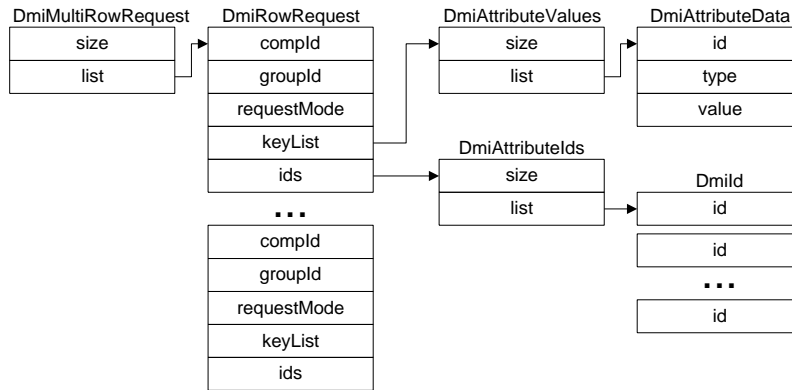 DmiMultiRowRequest
size
list
DmiRowRequest
compId
groupId
requestMode
keyList
ids
...
compId
groupId
requestMode
keyList
ids
DmiAttributeValues
size
list
DmiAttributeIds
size
list
DmiAttributeData
id
type
value
DmiId
id
id
...
id